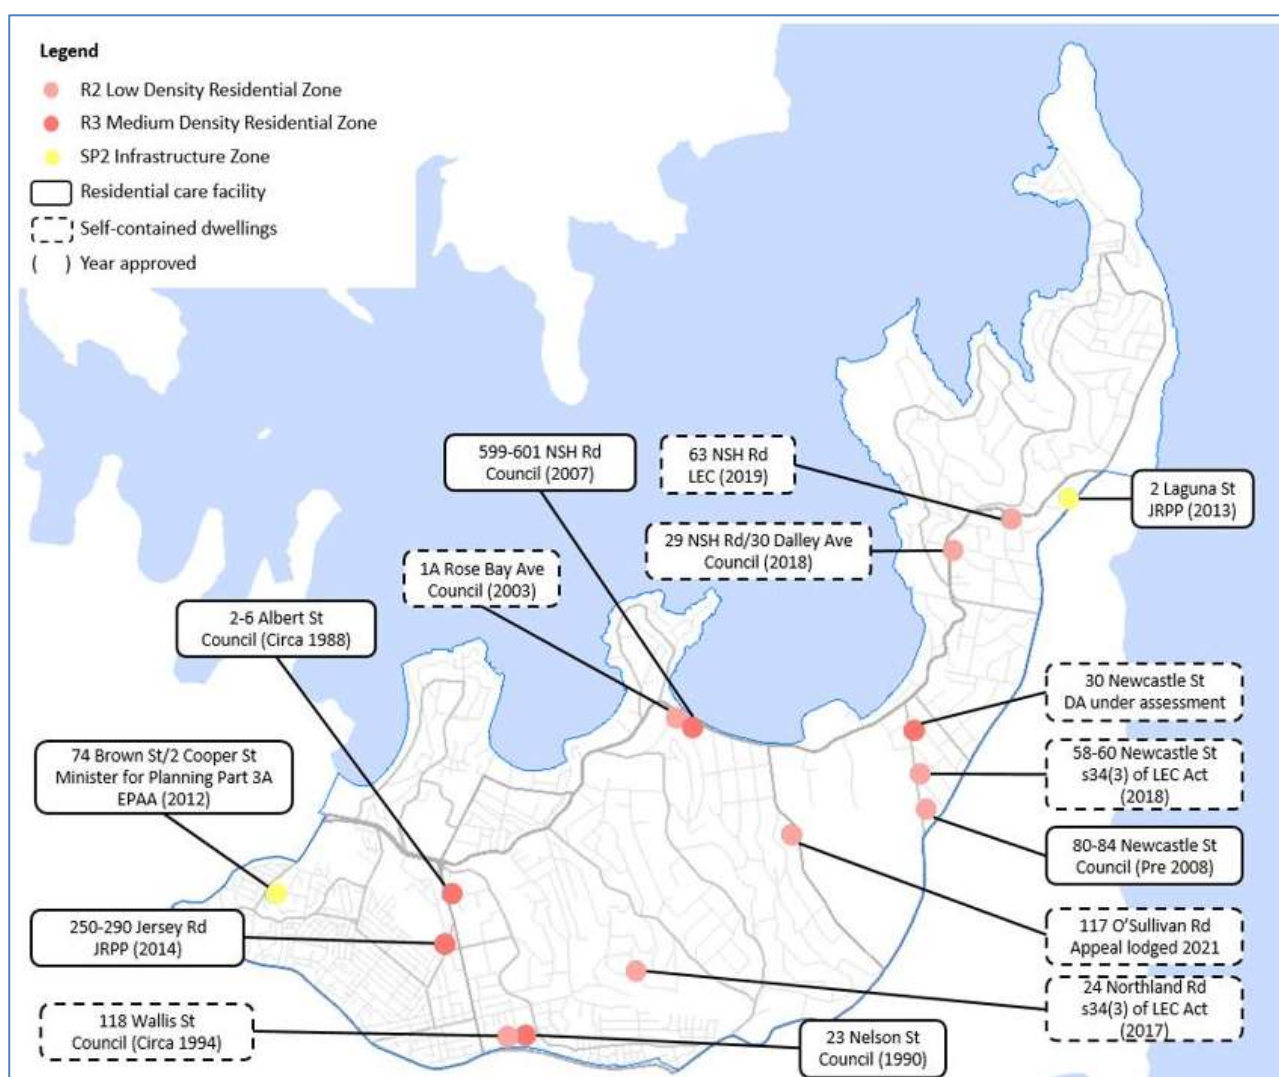 Legend
R2 Low Density Residential Zone
R3 Medium Density Residential Zone
SP2 Infrastructure Zone
Residential care facility
Self-contained dwellings
( ) Year approved
599-601 NSH Rd
Council (2007)
63 NSH Rd
LEC (2019)
2 Laguna St
JRPP (2013)
29 NSH Rd/30 Dalley Ave
Council (2018)
1A Rose Bay Ave
Council (2003)
2-6 Albert St
Council (Circa 1988)
30 Newcastle St
DA under assessment
74 Brown St/2 Cooper St
Minister for Planning Part 3A
EPAA (2012)
58-60 Newcastle St
s34(3) of LEC Act
(2018)
80-84 Newcastle St
Council (Pre 2008)
250-290 Jersey Rd
JRPP (2014)
117 O'Sullivan Rd
Appeal lodged 2021
24 Northland Rd
s34(3) of LEC Act
(2017)
118 Wallis St
Council (Circa 1994)
23 Nelson St
Council (1990)